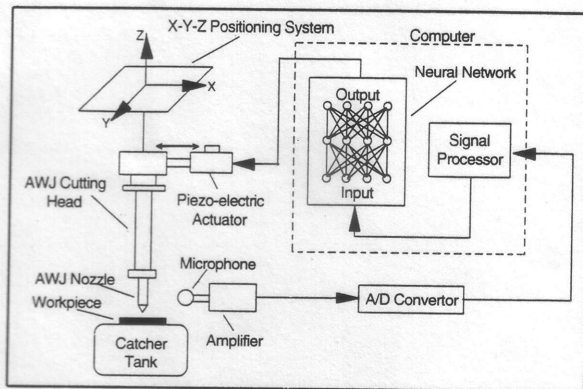 X-Y-Z Positioning System
Z
X
Y
Computer
Neural Network
Output
Input
Signal
Processor
AWJ Cutting
Head
Piezo-electric
Actuator
AWJ Nozzle
Microphone
Workpiece
Amplifier
A/D Convertor
Catcher
Tank